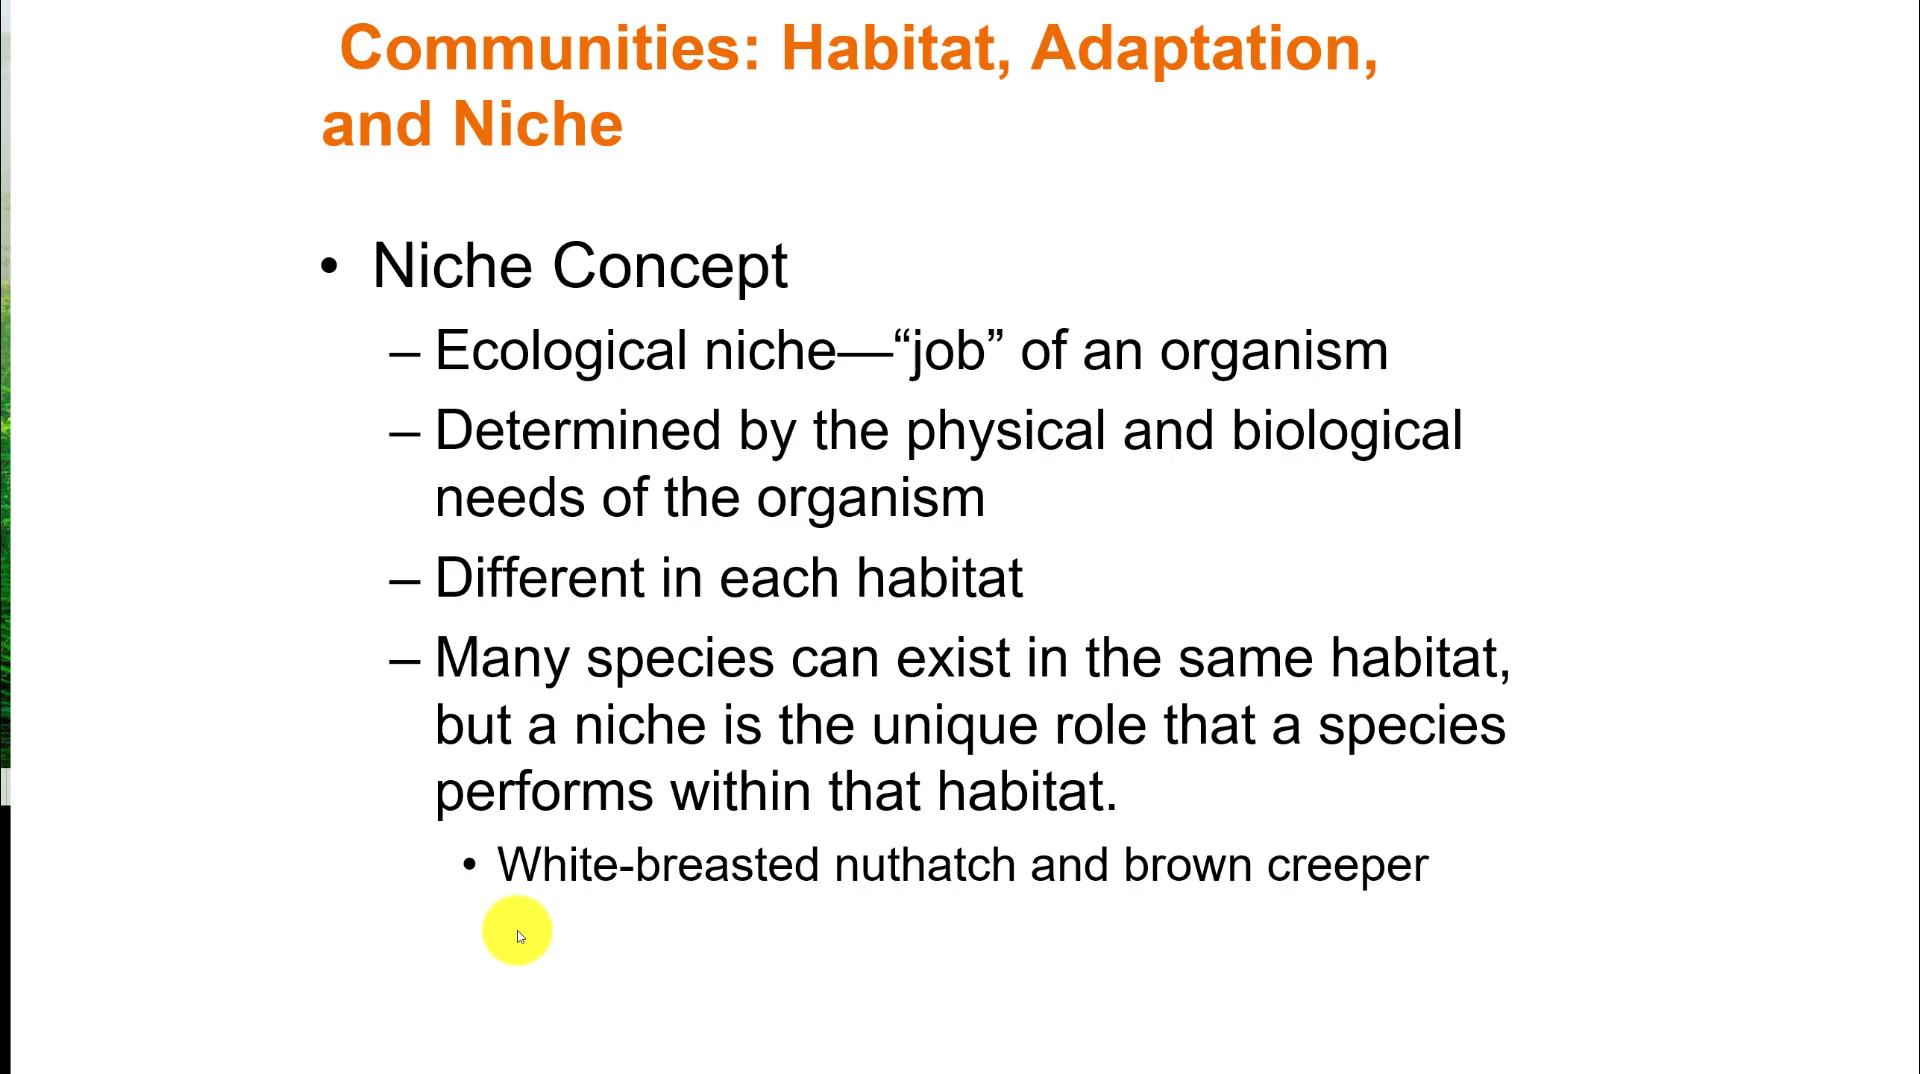 Communities: Habitat, Adaptation,
and Niche
• Niche Concept
– Ecological niche—“job” of an organism
– Determined by the physical and biological
needs of the organism
– Different in each habitat
– Many species can exist in the same habitat,
but a niche is the unique role that a species
performs within that habitat.
• White-breasted nuthatch and brown creeper